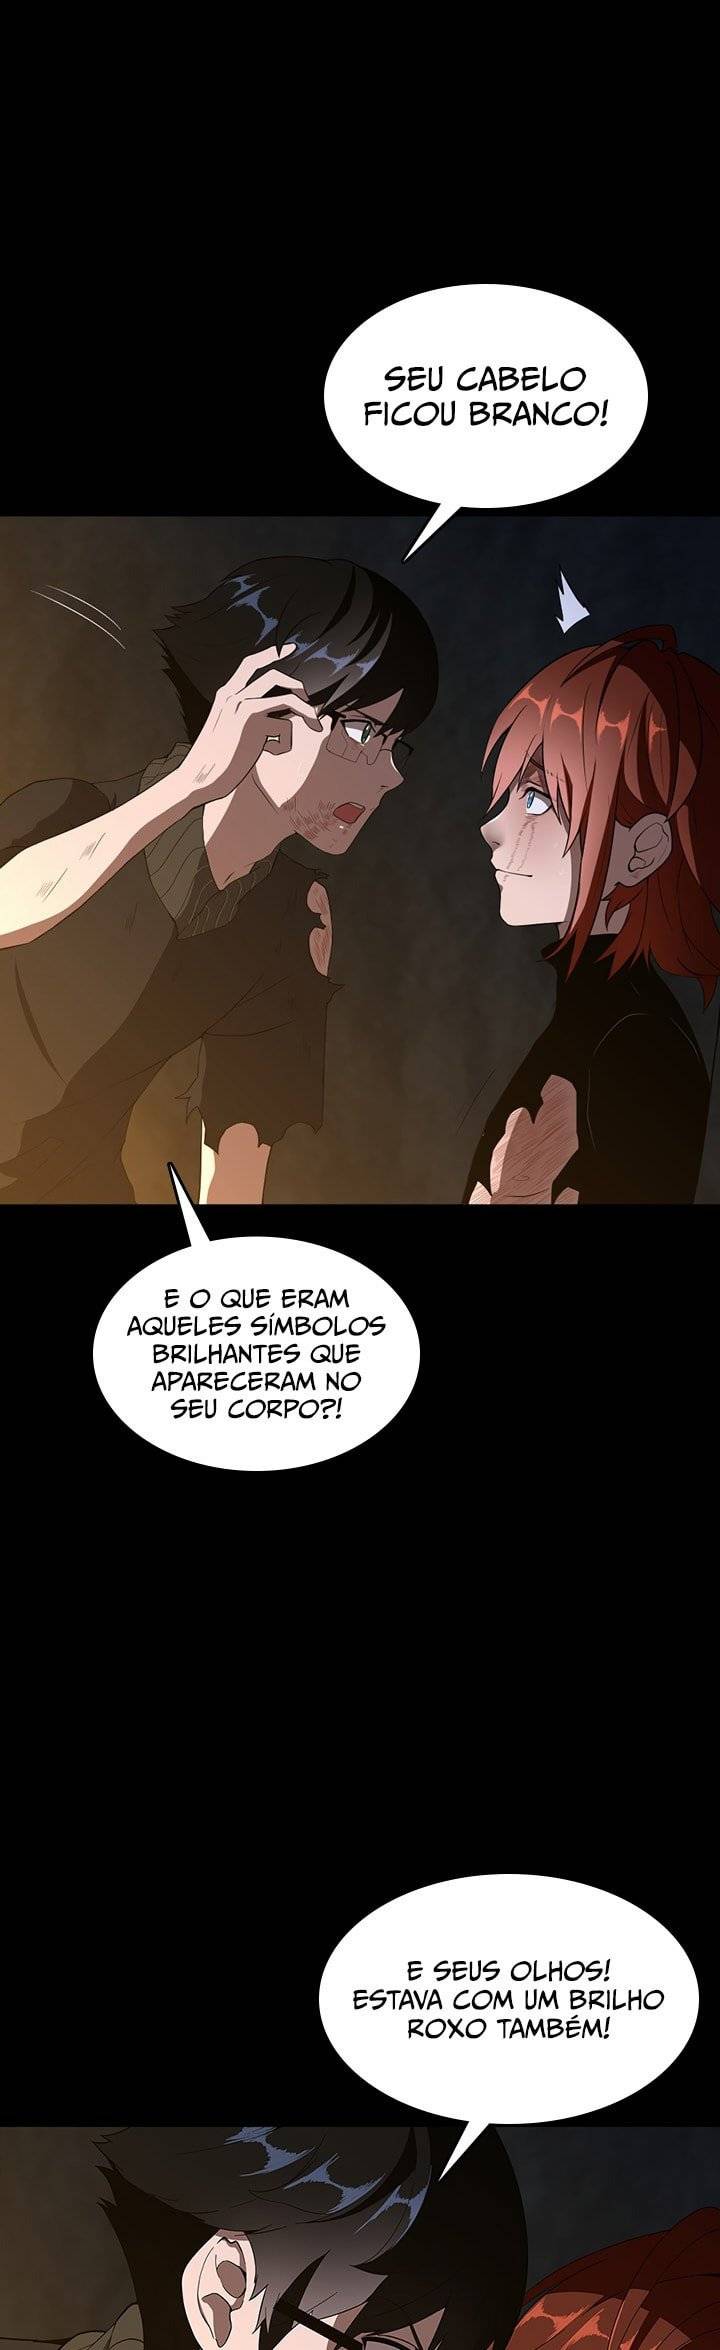 SEU CABELO
FICOU BRANCO!
E O QUE ERAM
AQUELES SÍMBOLOS
BRILHANTES QUE
APARECERAM NO
SEU CORPO?!
E SEUS OLHOS!
ESTAVA COM UM BRILHO
ROXO TAMBÉM!